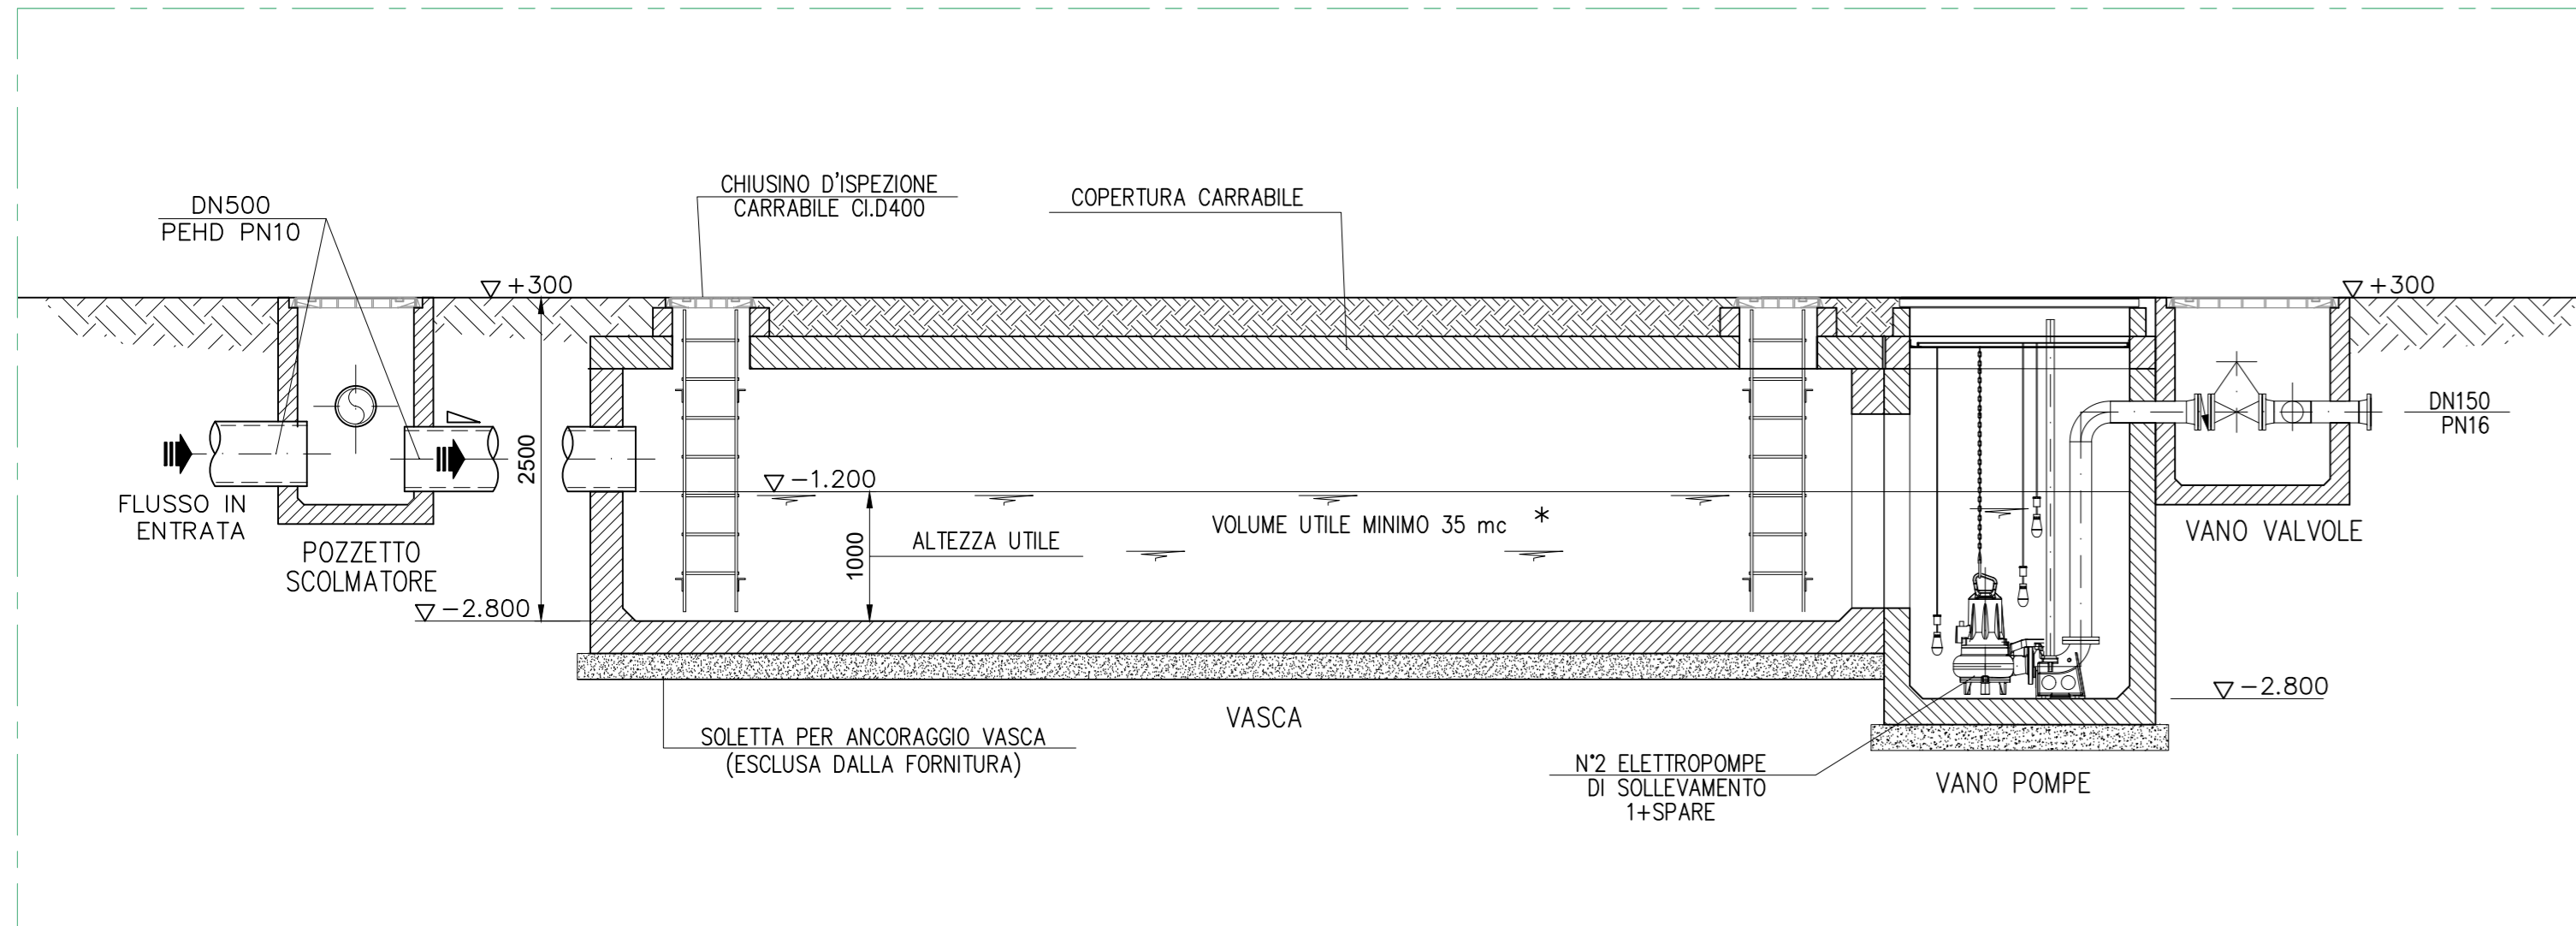 DN500
PEHD PN10
CHIUSINO D'ISPEZIONE
CARRABILE Cl.D400
COPERTURA CARRABILE
+300
+300
2500
DN150
PN16
FLUSSO IN
ENTRATA
−1.200
VOLUME UTILE MINIMO 35 mc *
ALTEZZA UTILE
1000
POZZETTO
SCOLMATORE
−2.800
VANO VALVOLE
−2.800
VASCA
SOLETTA PER ANCORAGGIO VASCA
(ESCLUSA DALLA FORNITURA)
N°2 ELETTROPOMPE
DI SOLLEVAMENTO
1+SPARE
VANO POMPE